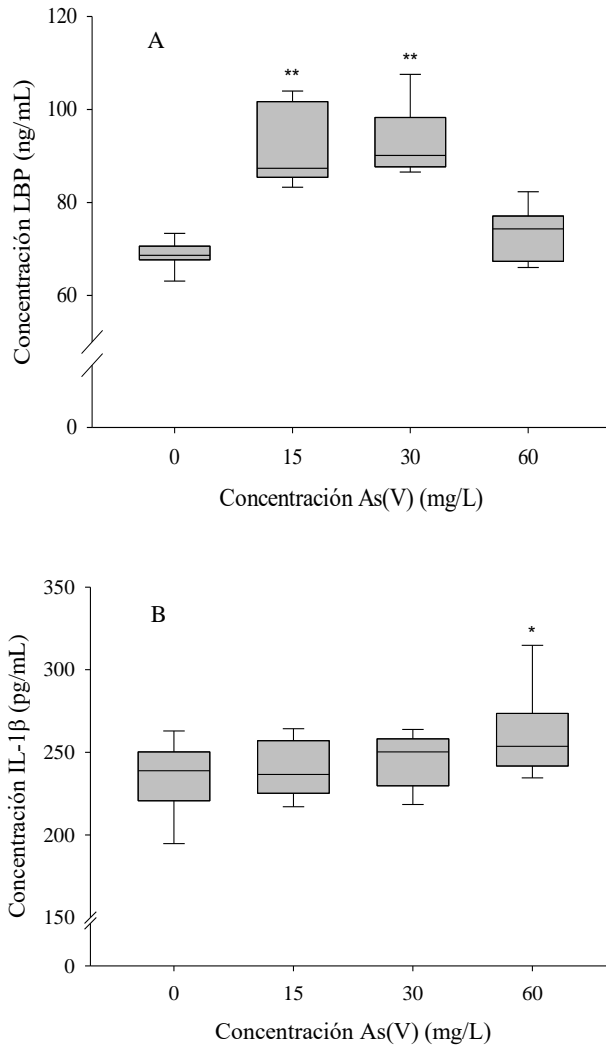 A
Concentración LBP (ng/mL)
120
100
80
60
0
**
**
0 15 30 60
Concentración As(V) (mg/L)
B
Concentración IL-1β (pg/mL)
350
300
250
200
150
0
*
0 15 30 60
Concentración As(V) (mg/L)